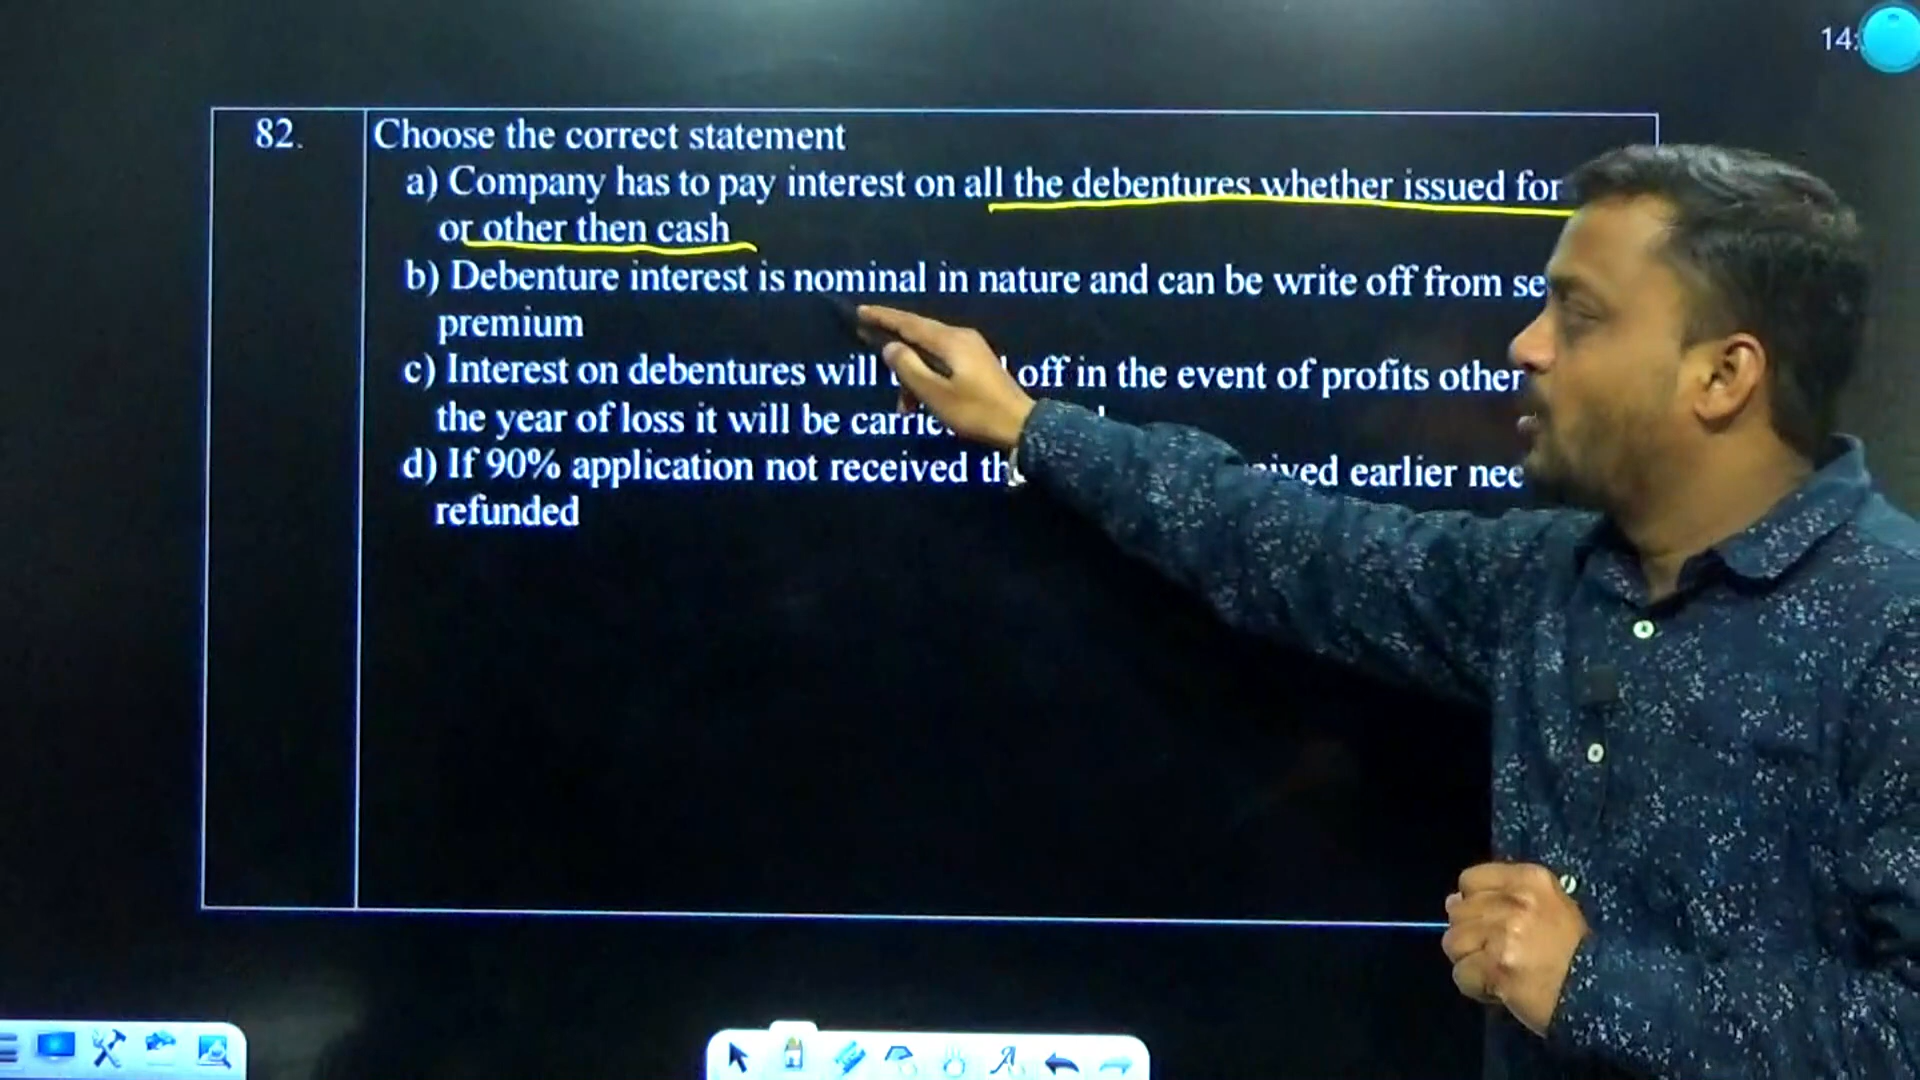 14:
82. Choose the correct statement
a) Company has to pay interest on all the debentures whether issued for
or other then cash
b) Debenture interest is nominal in nature and can be write off from se
premium
c) Interest on debentures will off in the event of profits other
the year of loss it will be carrie
d) If 90% application not received earlier nee
refunded